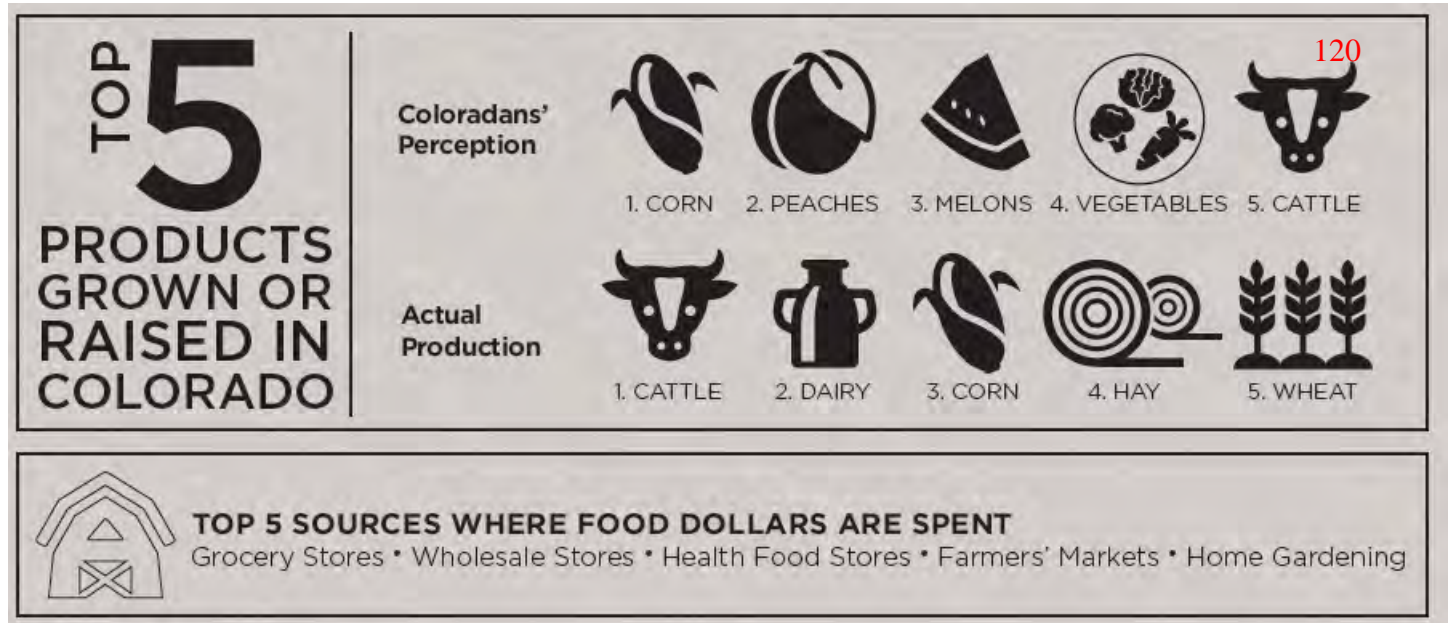 120
TOP 5
PRODUCTS
GROWN OR
RAISED IN
COLORADO
Coloradans'
Perception
1. CORN 2. PEACHES 3. MELONS 4. VEGETABLES 5. CATTLE
Actual
Production
1. CATTLE 2. DAIRY 3. CORN 4. HAY 5. WHEAT
TOP 5 SOURCES WHERE FOOD DOLLARS ARE SPENT
Grocery Stores • Wholesale Stores • Health Food Stores • Farmers' Markets • Home Gardening